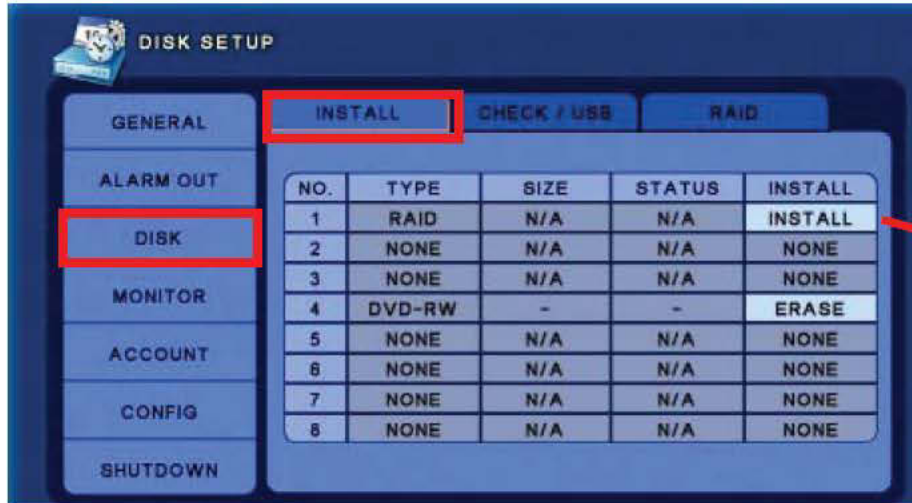 DISK SETUP
GENERAL
ALARM OUT
DISK
MONITOR
ACCOUNT
CONFIG
SHUTDOWN
INSTALL CHECK / USB RAID
NO. TYPE SIZE STATUS INSTALL
1 RAID N/A N/A INSTALL
2 NONE N/A N/A NONE
3 NONE N/A N/A NONE
4 DVD-RW - - ERASE
5 NONE N/A N/A NONE
6 NONE N/A N/A NONE
7 NONE N/A N/A NONE
8 NONE N/A N/A NONE